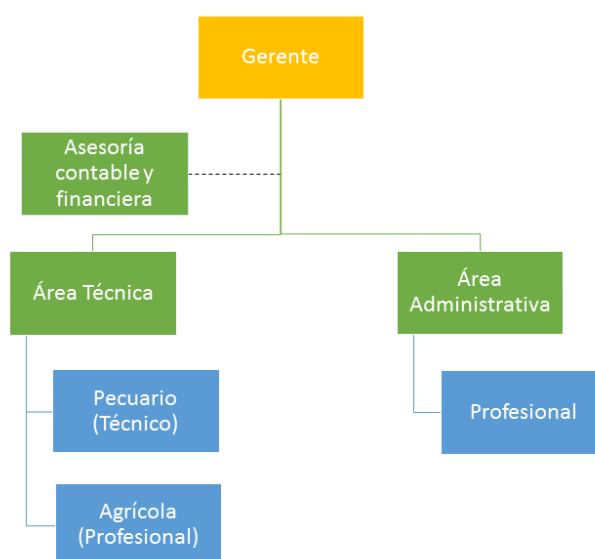 Gerente
Asesoría
contable y
financiera
Área Técnica
Área
Administrativa
Pecuario
(Técnico)
Profesional
Agrícola
(Profesional)